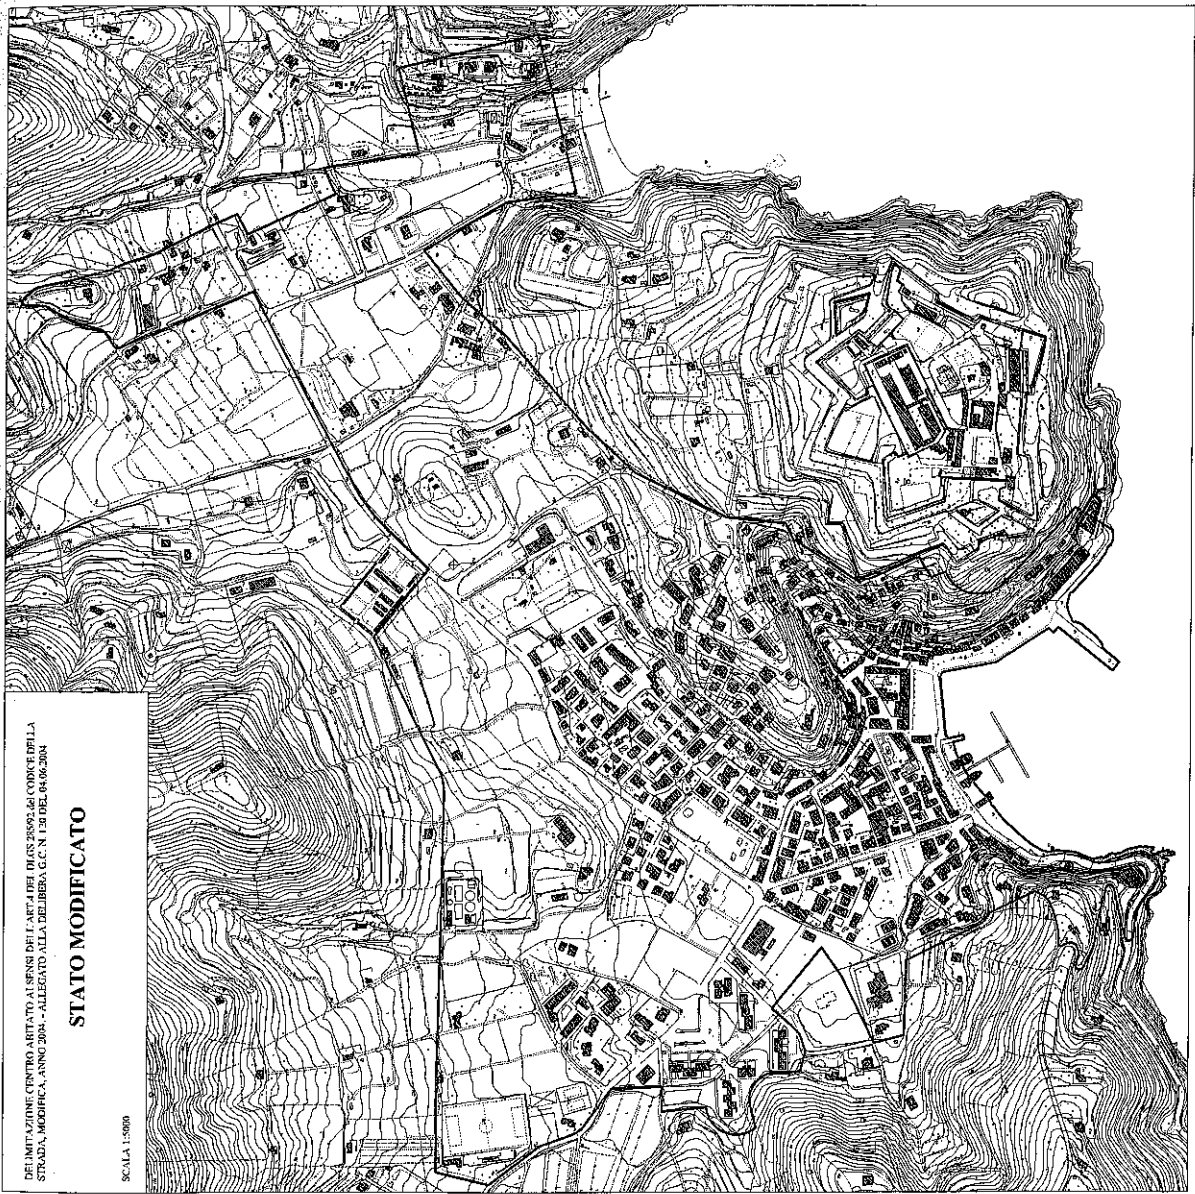 DELIMITAZIONE CENTRO ABITATO AI SENSI DELL'ART.4 DEL DLGS 285/92 del CODICE DELLA
STRADA, MODIFICA, ANNO 2004. - ALLEGATO ALLA DELIBERA G.C. N. 130 DEL 04.06.2004
STATO MODIFICATO
SCALA 1:5000